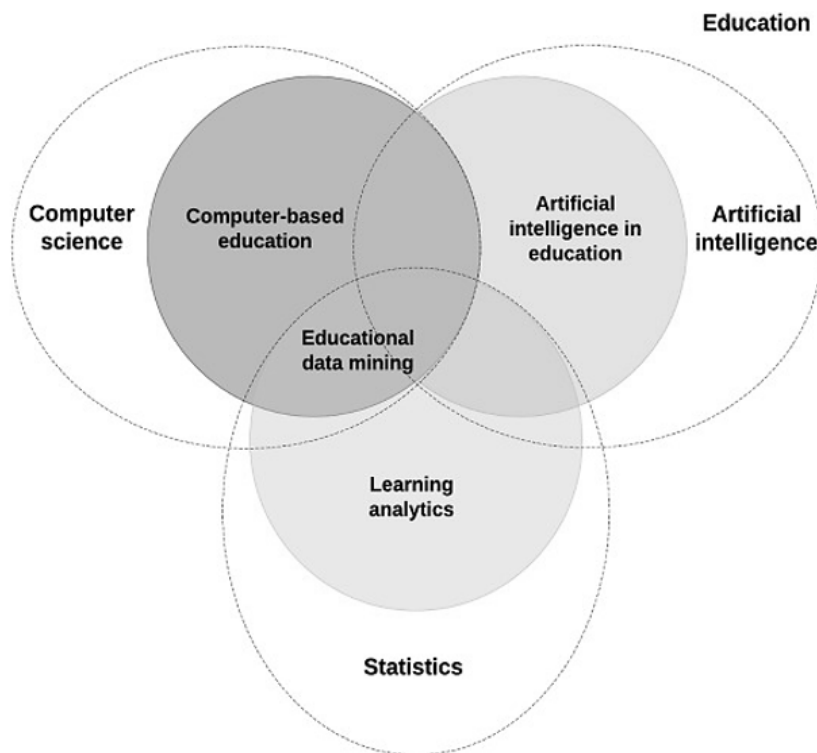 Education
Computer
science
Computer-based
education
Artificial
intelligence in
education
Artificial
intelligence
Educational
data mining
Learning
analytics
Statistics